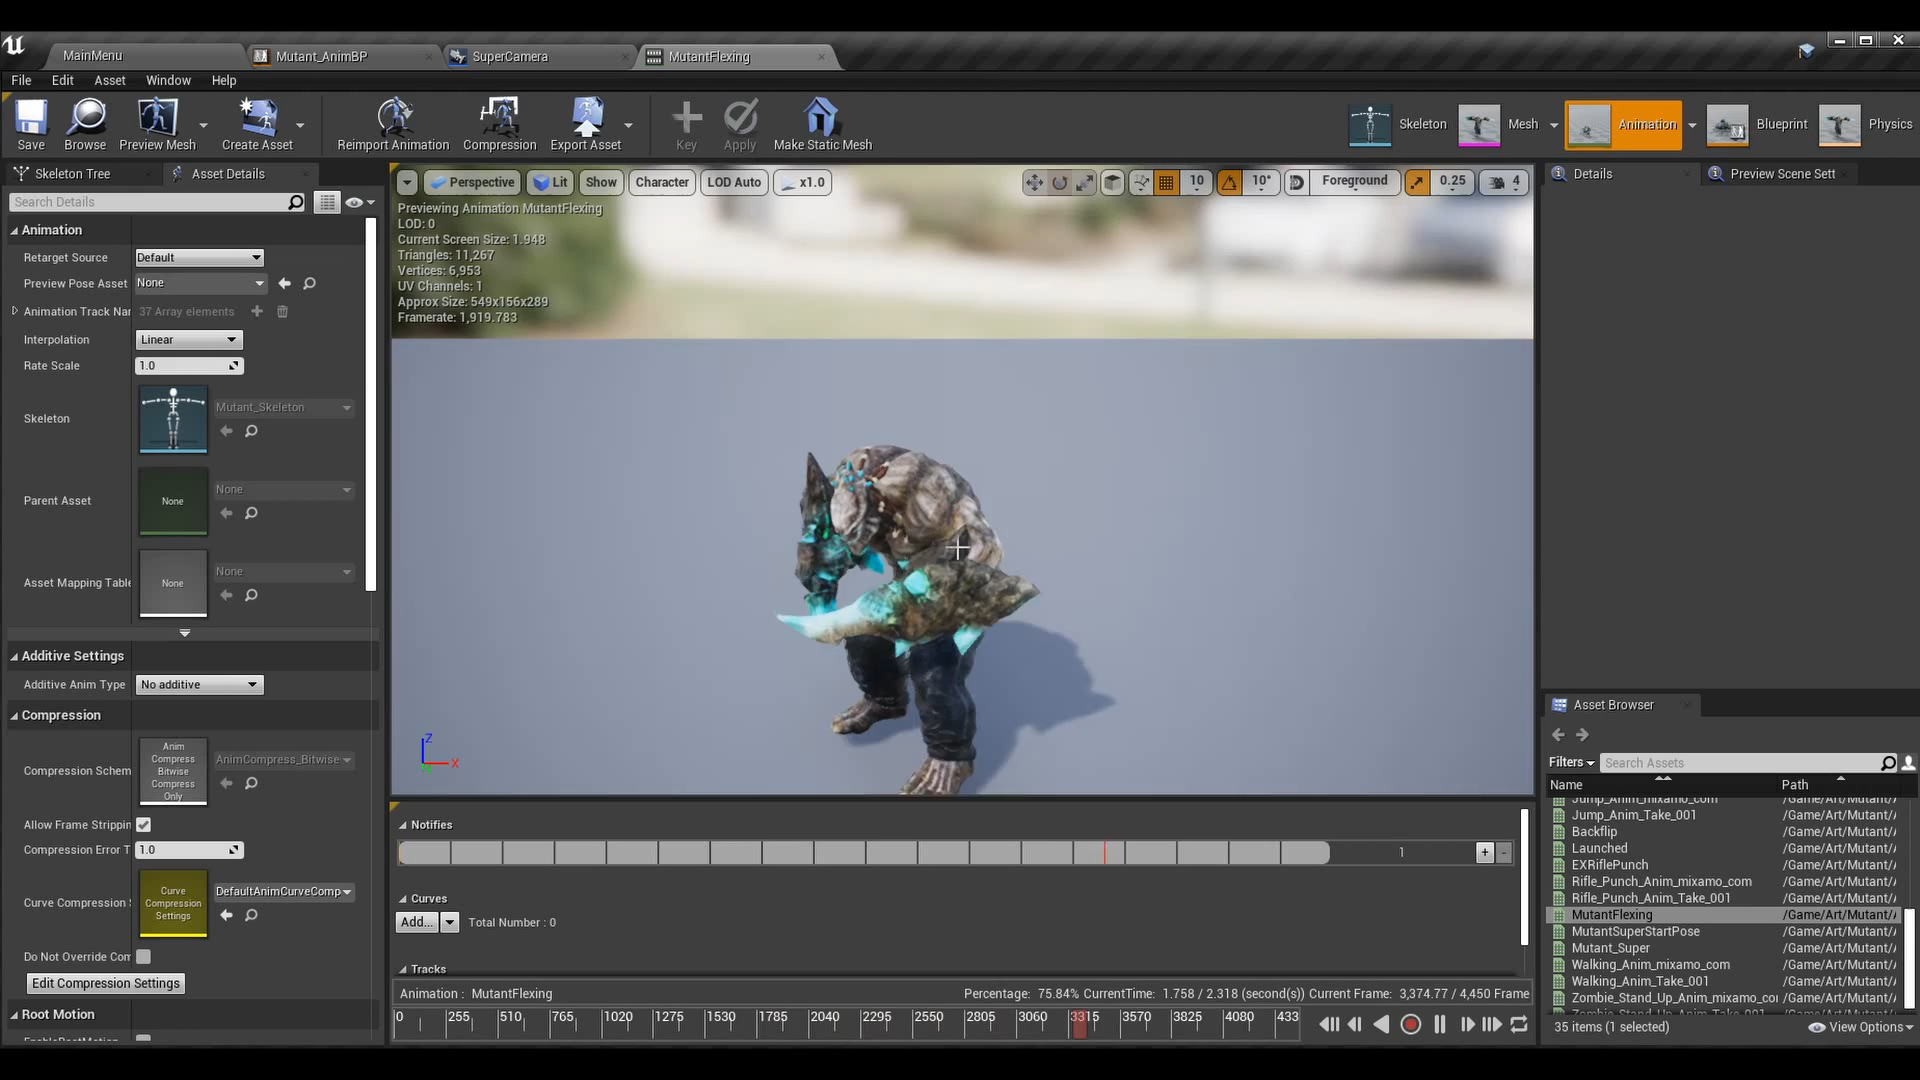 MainMenu
Mutant_AnimBP
SuperCamera
MutantFlexing
File Edit Asset Window Help
Save
Browse
Preview Mesh
Create Asset
Reimport Animation
Compression
Export Asset
Key
Apply
Make Static Mesh
Skeleton
Mesh
Animation
Blueprint
Physics
Skeleton Tree
Asset Details
Search Details
Animation
Retarget Source Default
Preview Pose Asset None
Animation Track Nar 37 Array elements
Interpolation Linear
Rate Scale 1.0
Skeleton Mutant_Skeleton
Parent Asset None None
Asset Mapping Table None None
Additive Settings
Additive Anim Type No additive
Compression
Compression Schem
Anim
Compress
Bitwise
Compress
Only
AnimCompress_Bitwise
Allow Frame Strippin
Compression Error T 1.0
Curve Compression S
Curve
Compression
Settings
DefaultAnimCurveComp
Do Not Override Com
Edit Compression Settings
Root Motion
EnableRootMotion
Perspective Lit Show Character LOD Auto x1.0
10 10° Foreground 0.25 4
Previewing Animation MutantFlexing
LOD: 0
Current Screen Size: 1.948
Triangles: 11,267
Vertices: 6,953
UV Channels: 1
Approx Size: 549x156x289
Framerate: 1,919.783
Z
X
Notifies
1 + -
Curves
Add... Total Number : 0
Tracks
Animation : MutantFlexing Percentage: 75.84% CurrentTime: 1.758 / 2.318 (second(s)) Current Frame: 3,374.77 / 4,450 Frame
0 255 510 765 1020 1275 1530 1785 2040 2295 2550 2805 3060 3315 3570 3825 4080 433
Details
Preview Scene Sett
Asset Browser
Filters Search Assets
Name Path
Jump_Anim_mixamo_com /Game/Art/Mutant/A
Jump_Anim_Take_001 /Game/Art/Mutant/A
Backflip /Game/Art/Mutant/A
Launched /Game/Art/Mutant/A
EXRiflePunch /Game/Art/Mutant/A
Rifle_Punch_Anim_mixamo_com /Game/Art/Mutant/A
Rifle_Punch_Anim_Take_001 /Game/Art/Mutant/A
MutantFlexing /Game/Art/Mutant/A
MutantSuperStartPose /Game/Art/Mutant/A
Mutant_Super /Game/Art/Mutant/A
Walking_Anim_mixamo_com /Game/Art/Mutant/A
Walking_Anim_Take_001 /Game/Art/Mutant/A
Zombie_Stand_Up_Anim_mixamo_co /Game/Art/Mutant/A
Zombie_Stand_Up_Anim_Take_001
35 items (1 selected) View Options